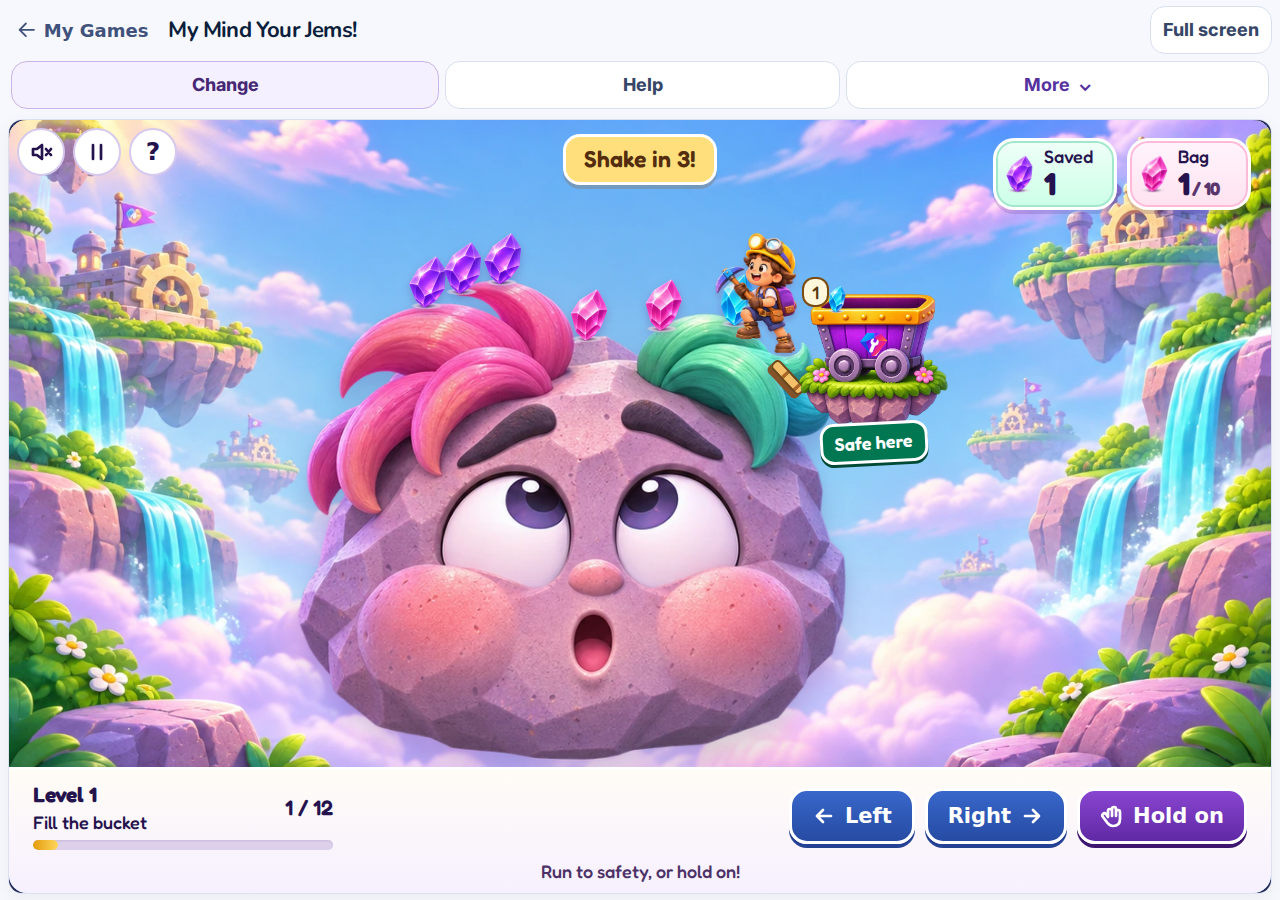 My Games
My Mind Your Jems!
Full screen
Change
Help
More
?
Shake in 3!
Saved
1
Bag
1/ 10
1
Safe here
Level 1
1 / 12
Fill the bucket
Left
Right
Hold on
Run to safety, or hold on!